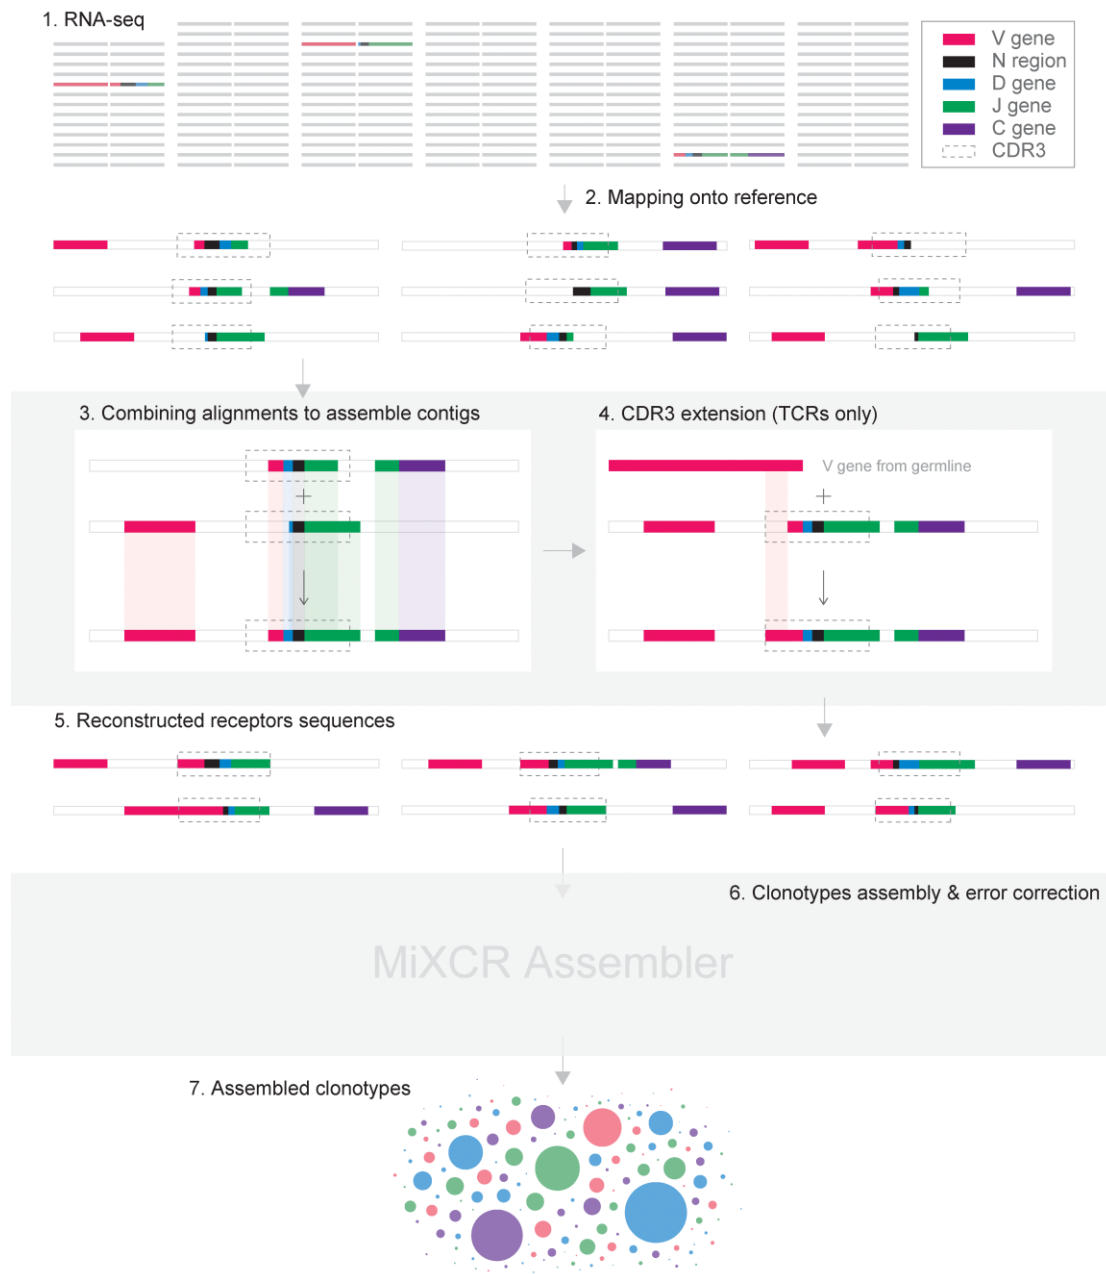 1. RNA-seq
V gene
N region
D gene
J gene
C gene
CDR3
2. Mapping onto reference
3. Combining alignments to assemble contigs
4. CDR3 extension (TCRs only)
V gene from germline
+
+
5. Reconstructed receptors sequences
6. Clonotypes assembly & error correction
MiXCR Assembler
7. Assembled clonotypes